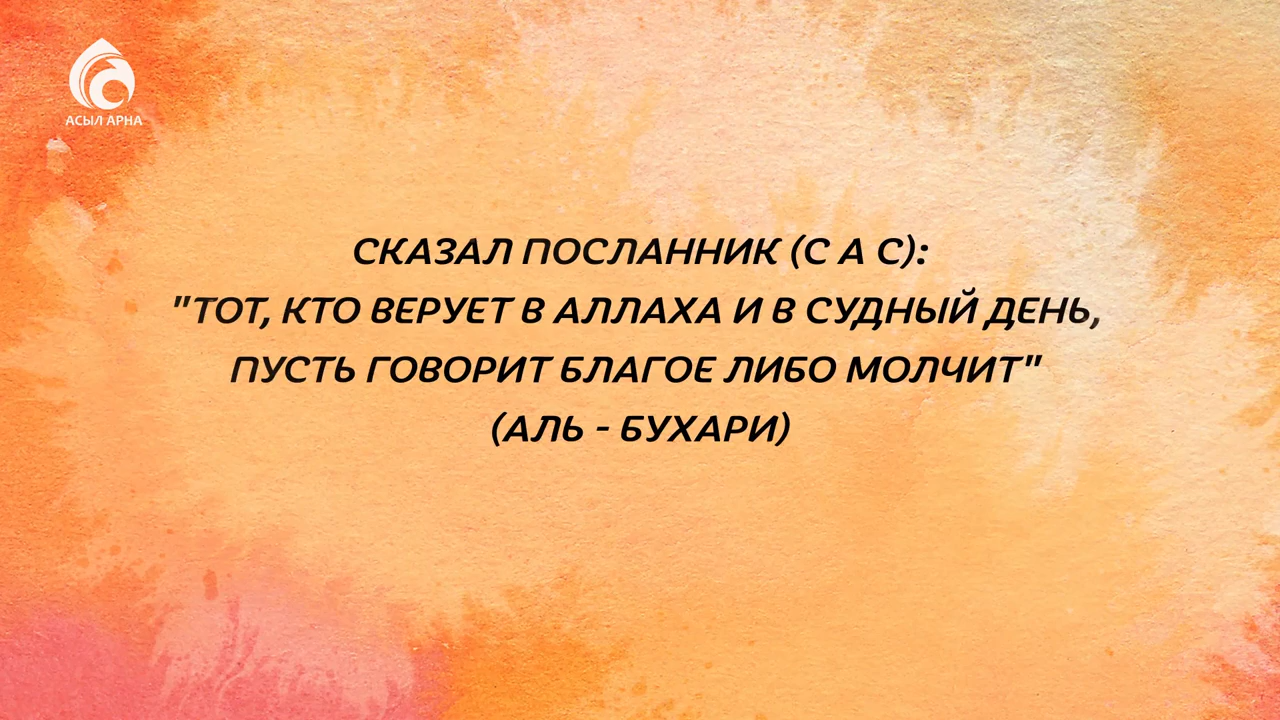 АСЫЛ АРНА
СКАЗАЛ ПОСЛАННИК (С А С):
"ТОТ, КТО ВЕРУЕТ В АЛЛАХА И В СУДНЫЙ ДЕНЬ,
ПУСТЬ ГОВОРИТ БЛАГОЕ ЛИБО МОЛЧИТ"
(АЛЬ - БУХАРИ)